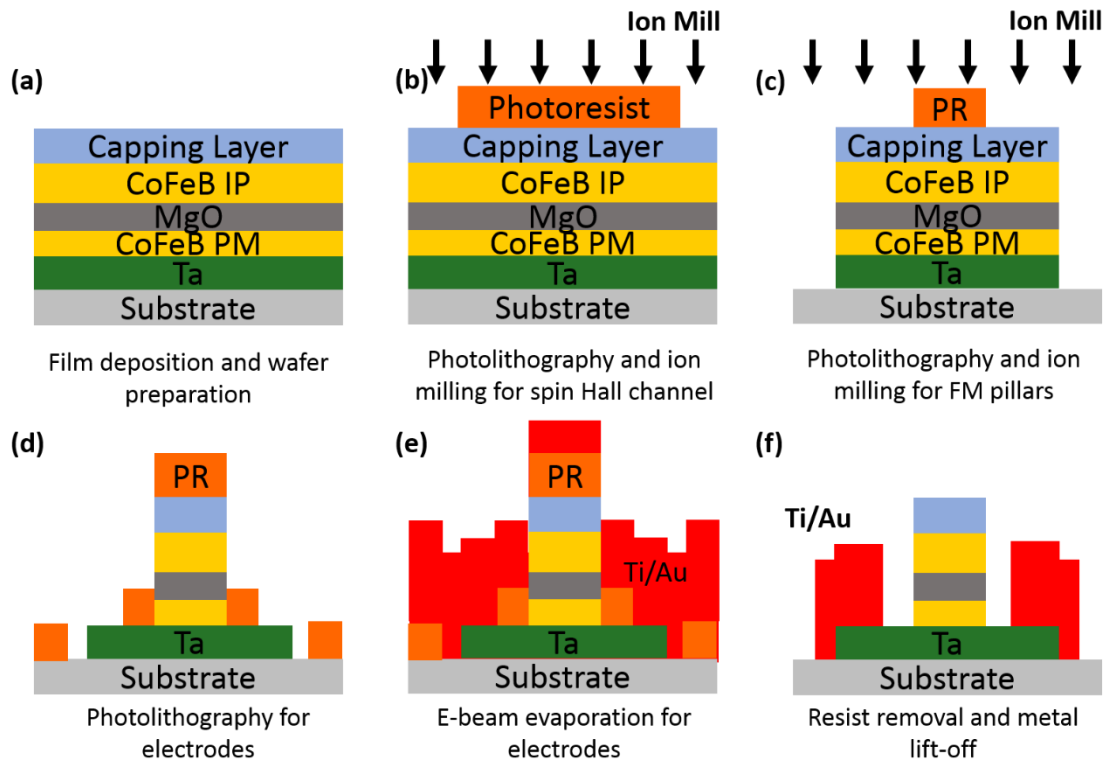 (a)
Capping Layer
CoFeB IP
MgO
CoFeB PM
Ta
Substrate
Film deposition and wafer
preparation
Ion Mill
(b)
Photoresist
Capping Layer
CoFeB IP
MgO
CoFeB PM
Ta
Substrate
Photolithography and ion
milling for spin Hall channel
Ion Mill
(c)
PR
Capping Layer
CoFeB IP
MgO
CoFeB PM
Ta
Substrate
Photolithography and ion
milling for FM pillars
(d)
PR
Ta
Substrate
Photolithography for
electrodes
(e)
PR
Ti/Au
Ta
Substrate
E-beam evaporation for
electrodes
(f)
Ti/Au
Ta
Substrate
Resist removal and metal
lift-off